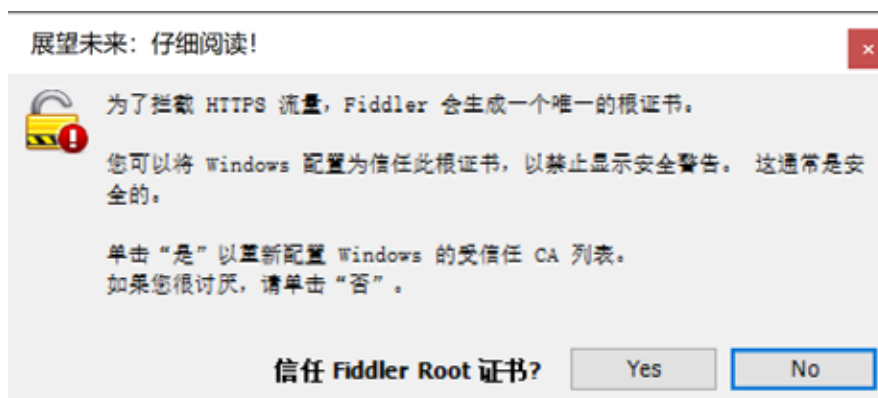 展望未来：仔细阅读！
为了拦截 HTTPS 流量，Fiddler 会生成一个唯一的根证书。
您可以将 Windows 配置为信任此根证书，以禁止显示安全警告。 这通常是安
全的。
单击“是”以重新配置 Windows 的受信任 CA 列表。
如果您很讨厌，请单击“否”。
信任 Fiddler Root 证书? Yes No